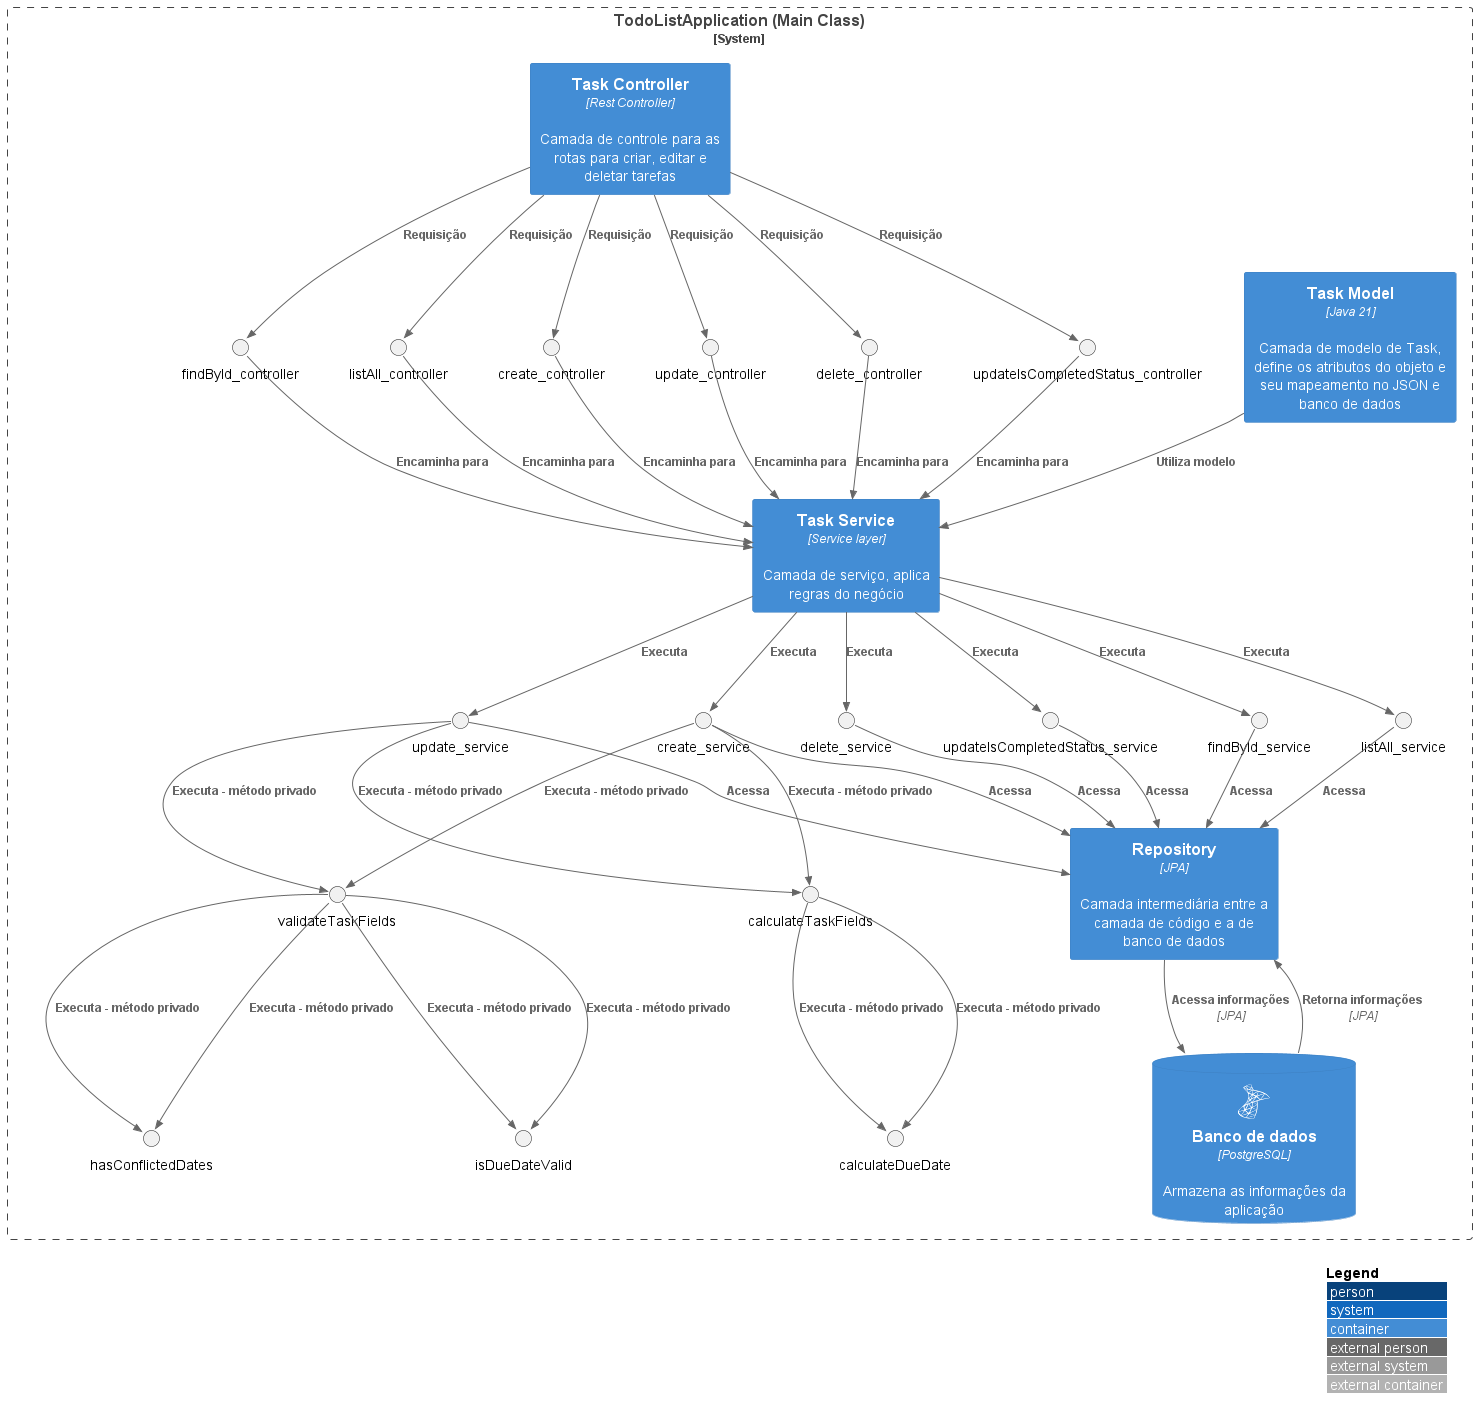 TodoListApplication (Main Class)
[System]
Task Controller
[Rest Controller]
Camada de controle para as
rotas para criar, editar e
deletar tarefas
Requisição
Requisição
Requisição
Requisição
Requisição
Requisição
Task Model
[Java 21]
Camada de modelo de Task,
define os atributos do objeto e
seu mapeamento no JSON e
banco de dados
findById_controller
listAll_controller
create_controller
update_controller
delete_controller
updateIsCompletedStatus_controller
Encaminha para
Encaminha para
Encaminha para
Encaminha para
Encaminha para
Encaminha para
Utiliza modelo
Task Service
[Service layer]
Camada de serviço, aplica
regras do negócio
Executa
Executa
Executa
Executa
Executa
Executa
update_service
create_service
delete_service
updateIsCompletedStatus_service
findById_service
listAll_service
Executa - método privado
Executa - método privado
Executa - método privado
Acessa
Executa - método privado
Acessa
Acessa
Acessa
Acessa
Acessa
Repository
[JPA]
Camada intermediária entre a
camada de código e a de
banco de dados
validateTaskFields
calculateTaskFields
Executa - método privado
Executa - método privado
Executa - método privado
Executa - método privado
Executa - método privado
Executa - método privado
Acessa informações
[JPA]
Retorna informações
[JPA]
hasConflictedDates
isDueDateValid
calculateDueDate
Banco de dados
[PostgreSQL]
Armazena as informações da
aplicação
Legend
person
system
container
external person
external system
external container